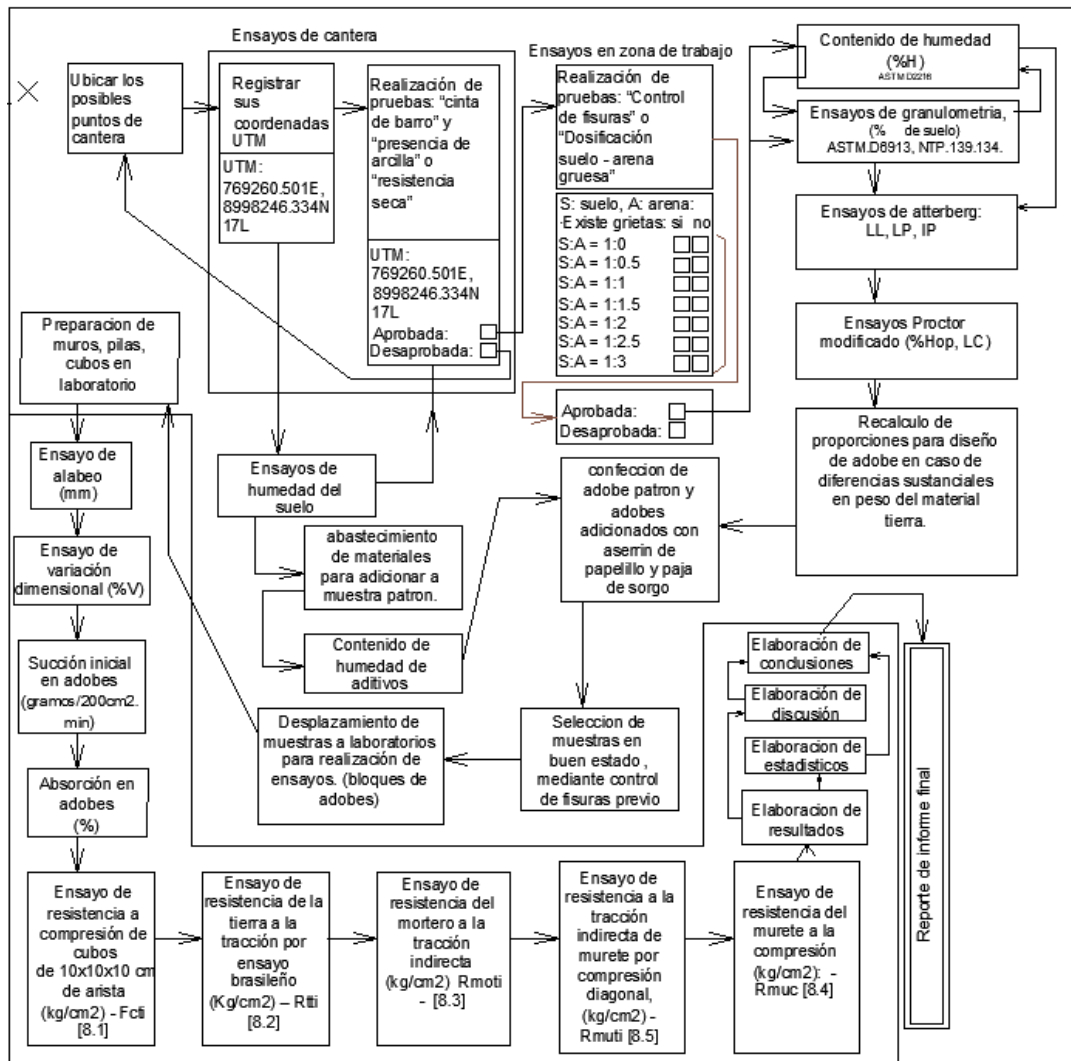 Ensayos de cantera
Ubicar los
posibles
puntos de
cantera
Registrar
sus
coordenadas
UTM
UTM:
769260.501E,
8998246.334N
17L
Realización de
pruebas: “cinta
de barro” y
“presencia de
arcilla” o
“resistencia
seca”
UTM:
769260.501E,
8998246.334N
17L
Aprobada:
Desaprobada:
Ensayos en zona de trabajo
Realización de
pruebas: “Control
de fisuras” o
“Dosificación
suelo - arena
gruesa”
S: suelo, A: arena:
-Existe grietas: si no
S:A = 1:0
S:A = 1:0.5
S:A = 1:1
S:A = 1:1.5
S:A = 1:2
S:A = 1:2.5
S:A = 1:3
Aprobada:
Desaprobada:
Contenido de humedad
(%H)
ASTM.D2216
Ensayos de granulometria,
(% de suelo)
ASTM.D6913, NTP.139.134.
Ensayos de atterberg:
LL, LP, IP
Ensayos Proctor
modificado (%Hop, LC)
Recalculo de
proporciones para diseño
de adobe en caso de
diferencias sustanciales
en peso del material
tierra.
Ensayos de
humedad del
suelo
abastecimiento
de materiales
para adicionar a
muestra patron.
Contenido de
humedad de
aditivos
confeccion de
adobe patron y
adobes
adicionados con
aserrin de
papelillo y paja
de sorgo
Seleccion de
muestras en
buen estado ,
mediante control
de fisuras previo
Desplazamiento de
muestras a laboratorios
para realización de
ensayos. (bloques de
adobes)
Preparacion de
muros, pilas,
cubos en
laboratorio
Ensayo de
alabeo
(mm)
Ensayo de
variación
dimensional (%V)
Succión inicial
en adobes
(gramos/200cm2.
min)
Absorción en
adobes
(%)
Ensayo de
resistencia a
compresión de
cubos
de 10x10x10 cm
de arista
(kg/cm2) - Fcti
[8.1]
Ensayo de
resistencia de la
tierra a la
tracción por
ensayo
brasileño
(Kg/cm2) – Rtti
[8.2]
Ensayo de
resistencia del
mortero a la
tracción
indirecta
(kg/cm2) Rmoti
- [8.3]
Ensayo de
resistencia a la
tracción
indirecta de
murete por
compresión
diagonal,
(kg/cm2) -
Rmuti [8.5]
Ensayo de
resistencia del
murete a la
compresión
(kg/cm2): -
Rmuc [8.4]
Elaboracion de
resultados
Elaboracion de
estadisticos
Elaboración de
discusión
Elaboración de
conclusiones
Reporte de informe final